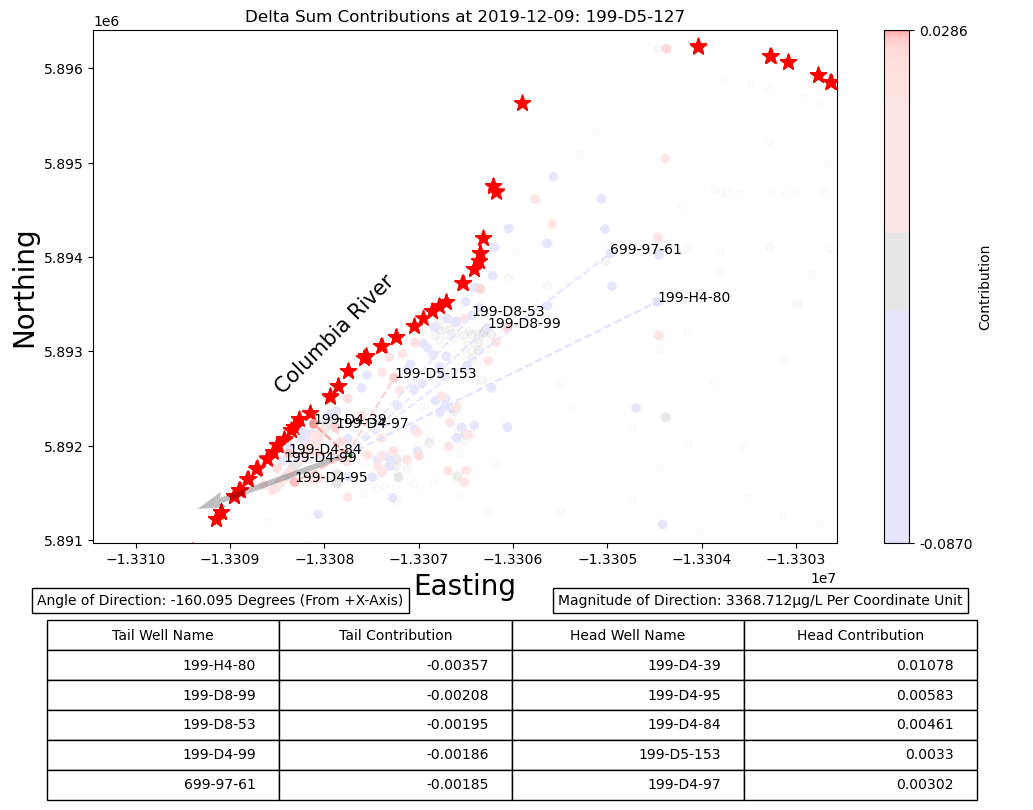 Delta Sum Contributions at 2019-12-09: 199-D5-127
1e6
0.0286
5.896
5.895
5.894
5.893
5.892
5.891
Northing
Columbia River
699-97-61
199-H4-80
199-D8-53
199-D8-99
199-D5-153
199-D4-39
199-D4-97
199-D4-84
199-D4-99
199-D4-95
Contribution
-0.0870
−1.3310 −1.3309 −1.3308 −1.3307 −1.3306 −1.3305 −1.3304 −1.3303
1e7
Easting
Angle of Direction: -160.095 Degrees (From +X-Axis) Magnitude of Direction: 3368.712µg/L Per Coordinate Unit
Tail Well Name Tail Contribution Head Well Name Head Contribution
199-H4-80 -0.00357 199-D4-39 0.01078
199-D8-99 -0.00208 199-D4-95 0.00583
199-D8-53 -0.00195 199-D4-84 0.00461
199-D4-99 -0.00186 199-D5-153 0.0033
699-97-61 -0.00185 199-D4-97 0.00302